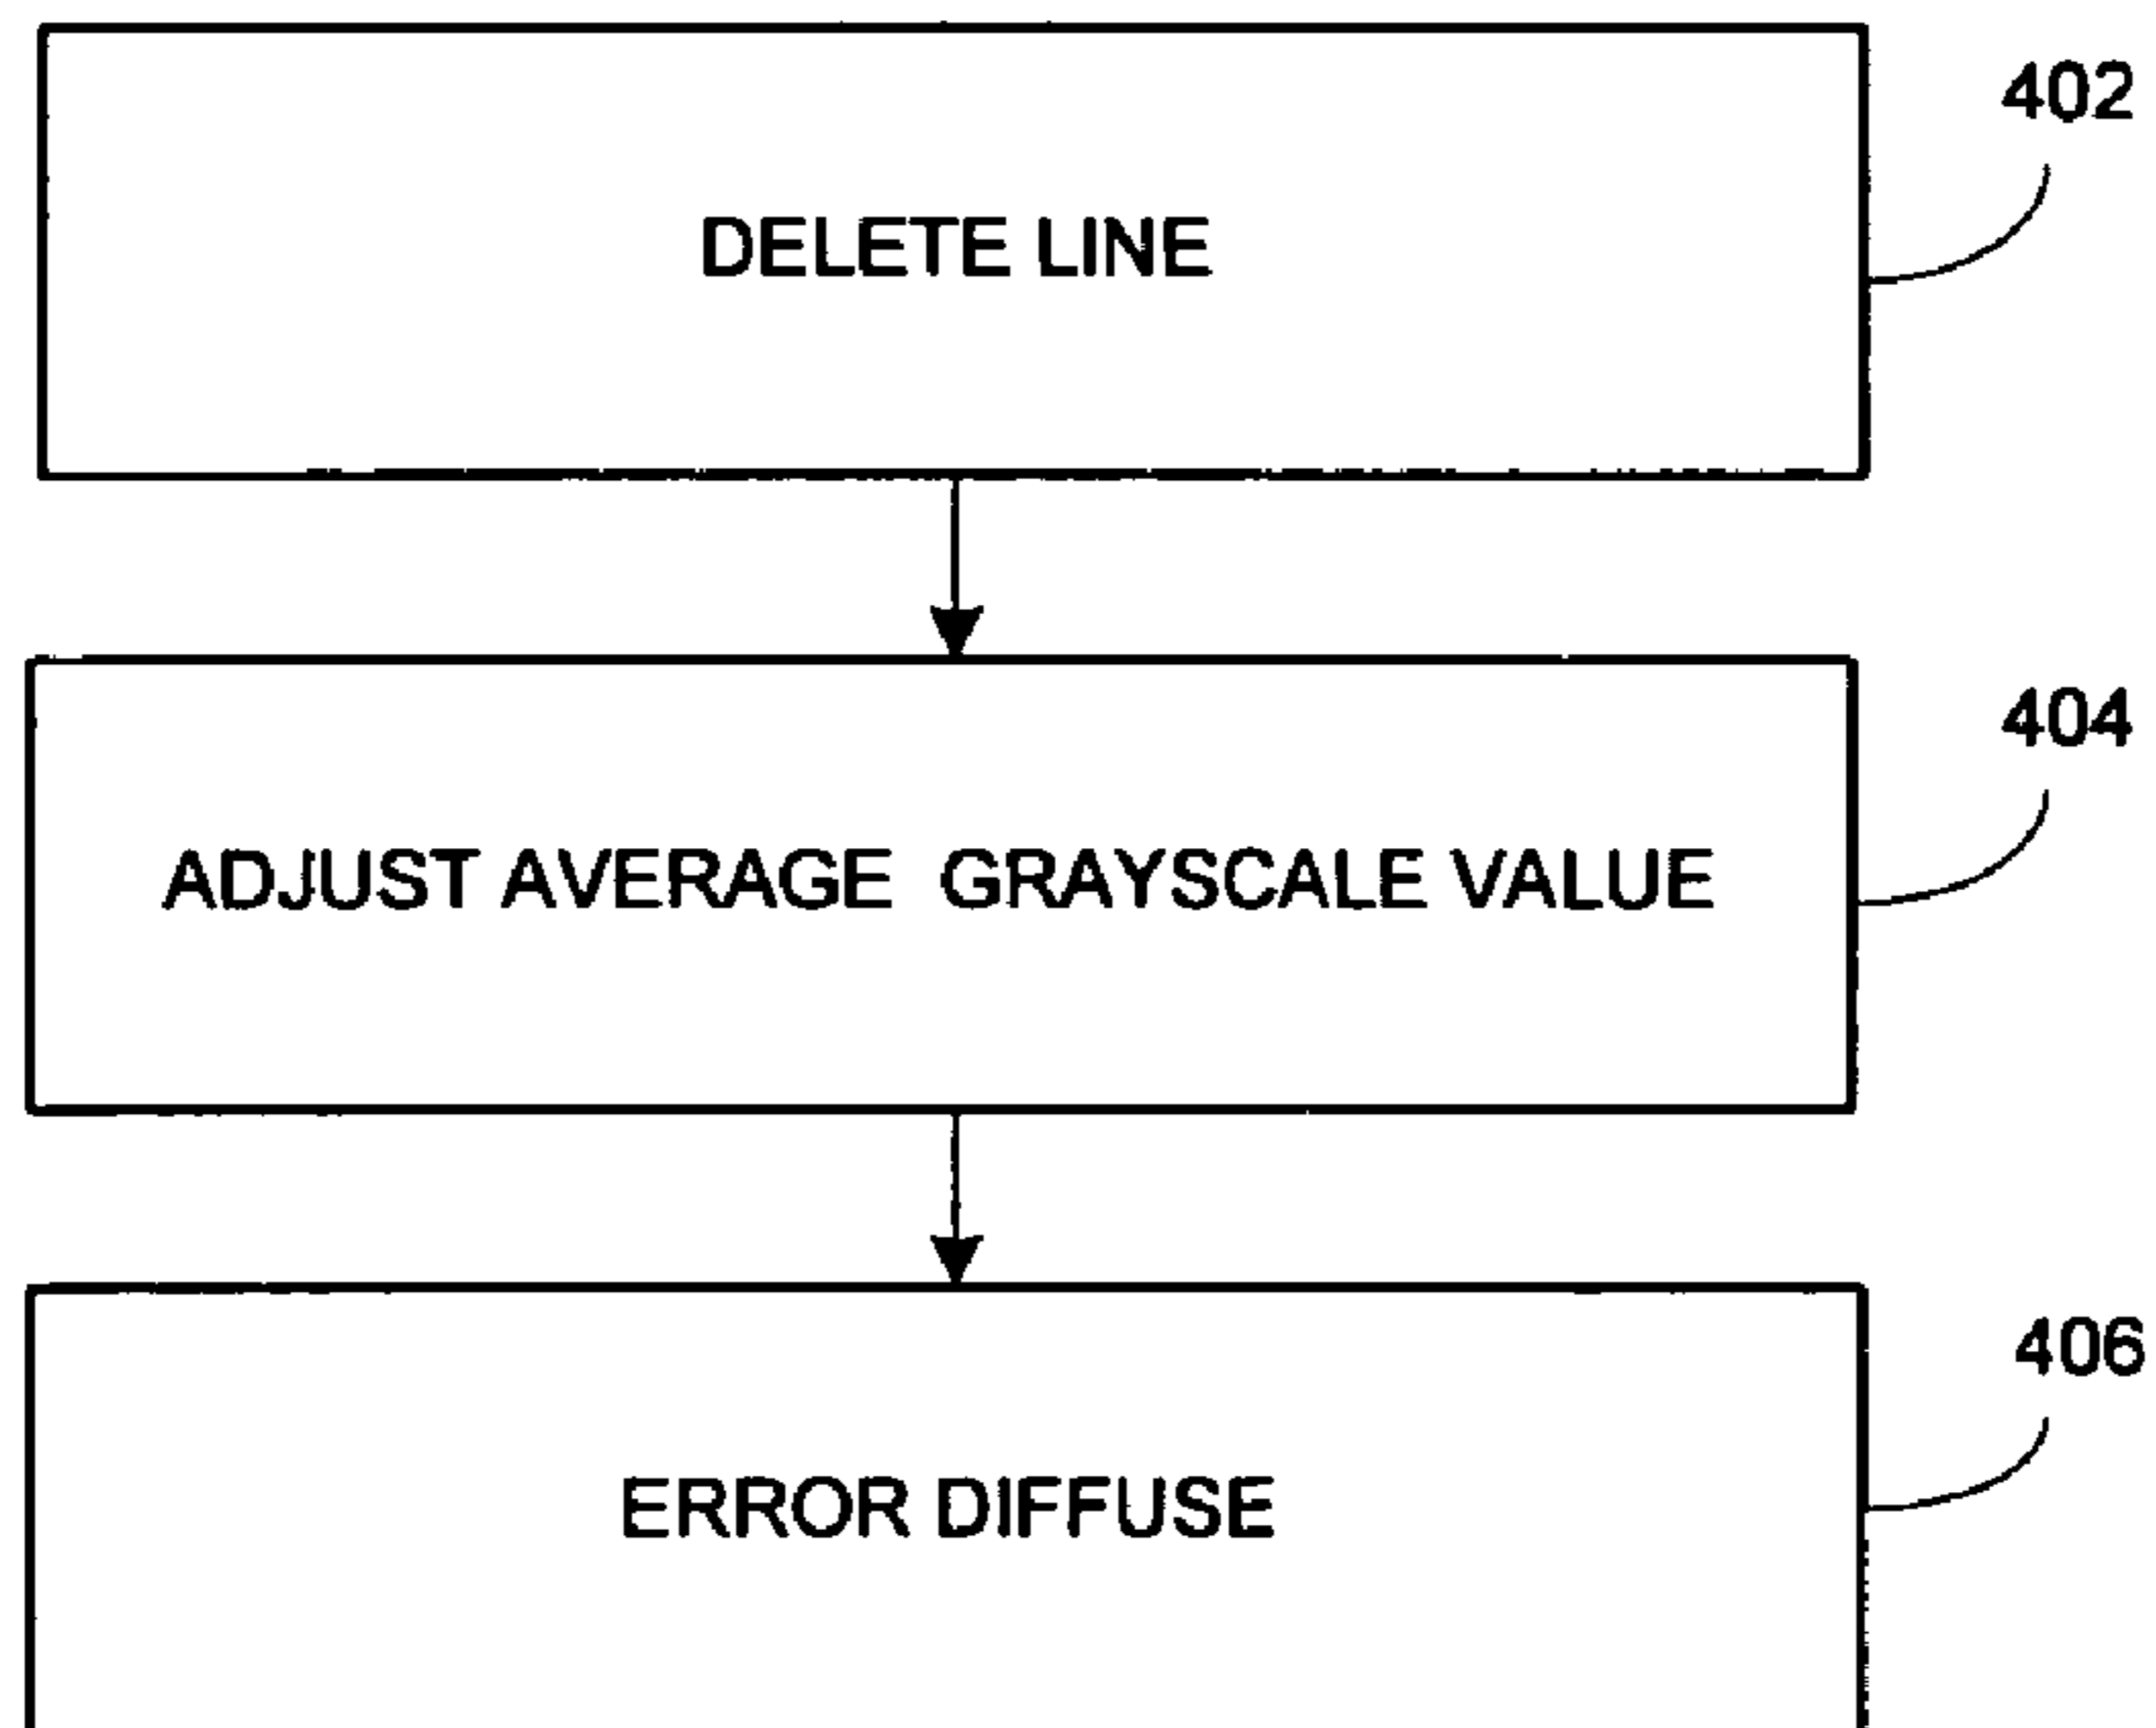 402
DELETE LINE
404
ADJUST AVERAGE GRAYSCALE VALUE
406
ERROR DIFFUSE